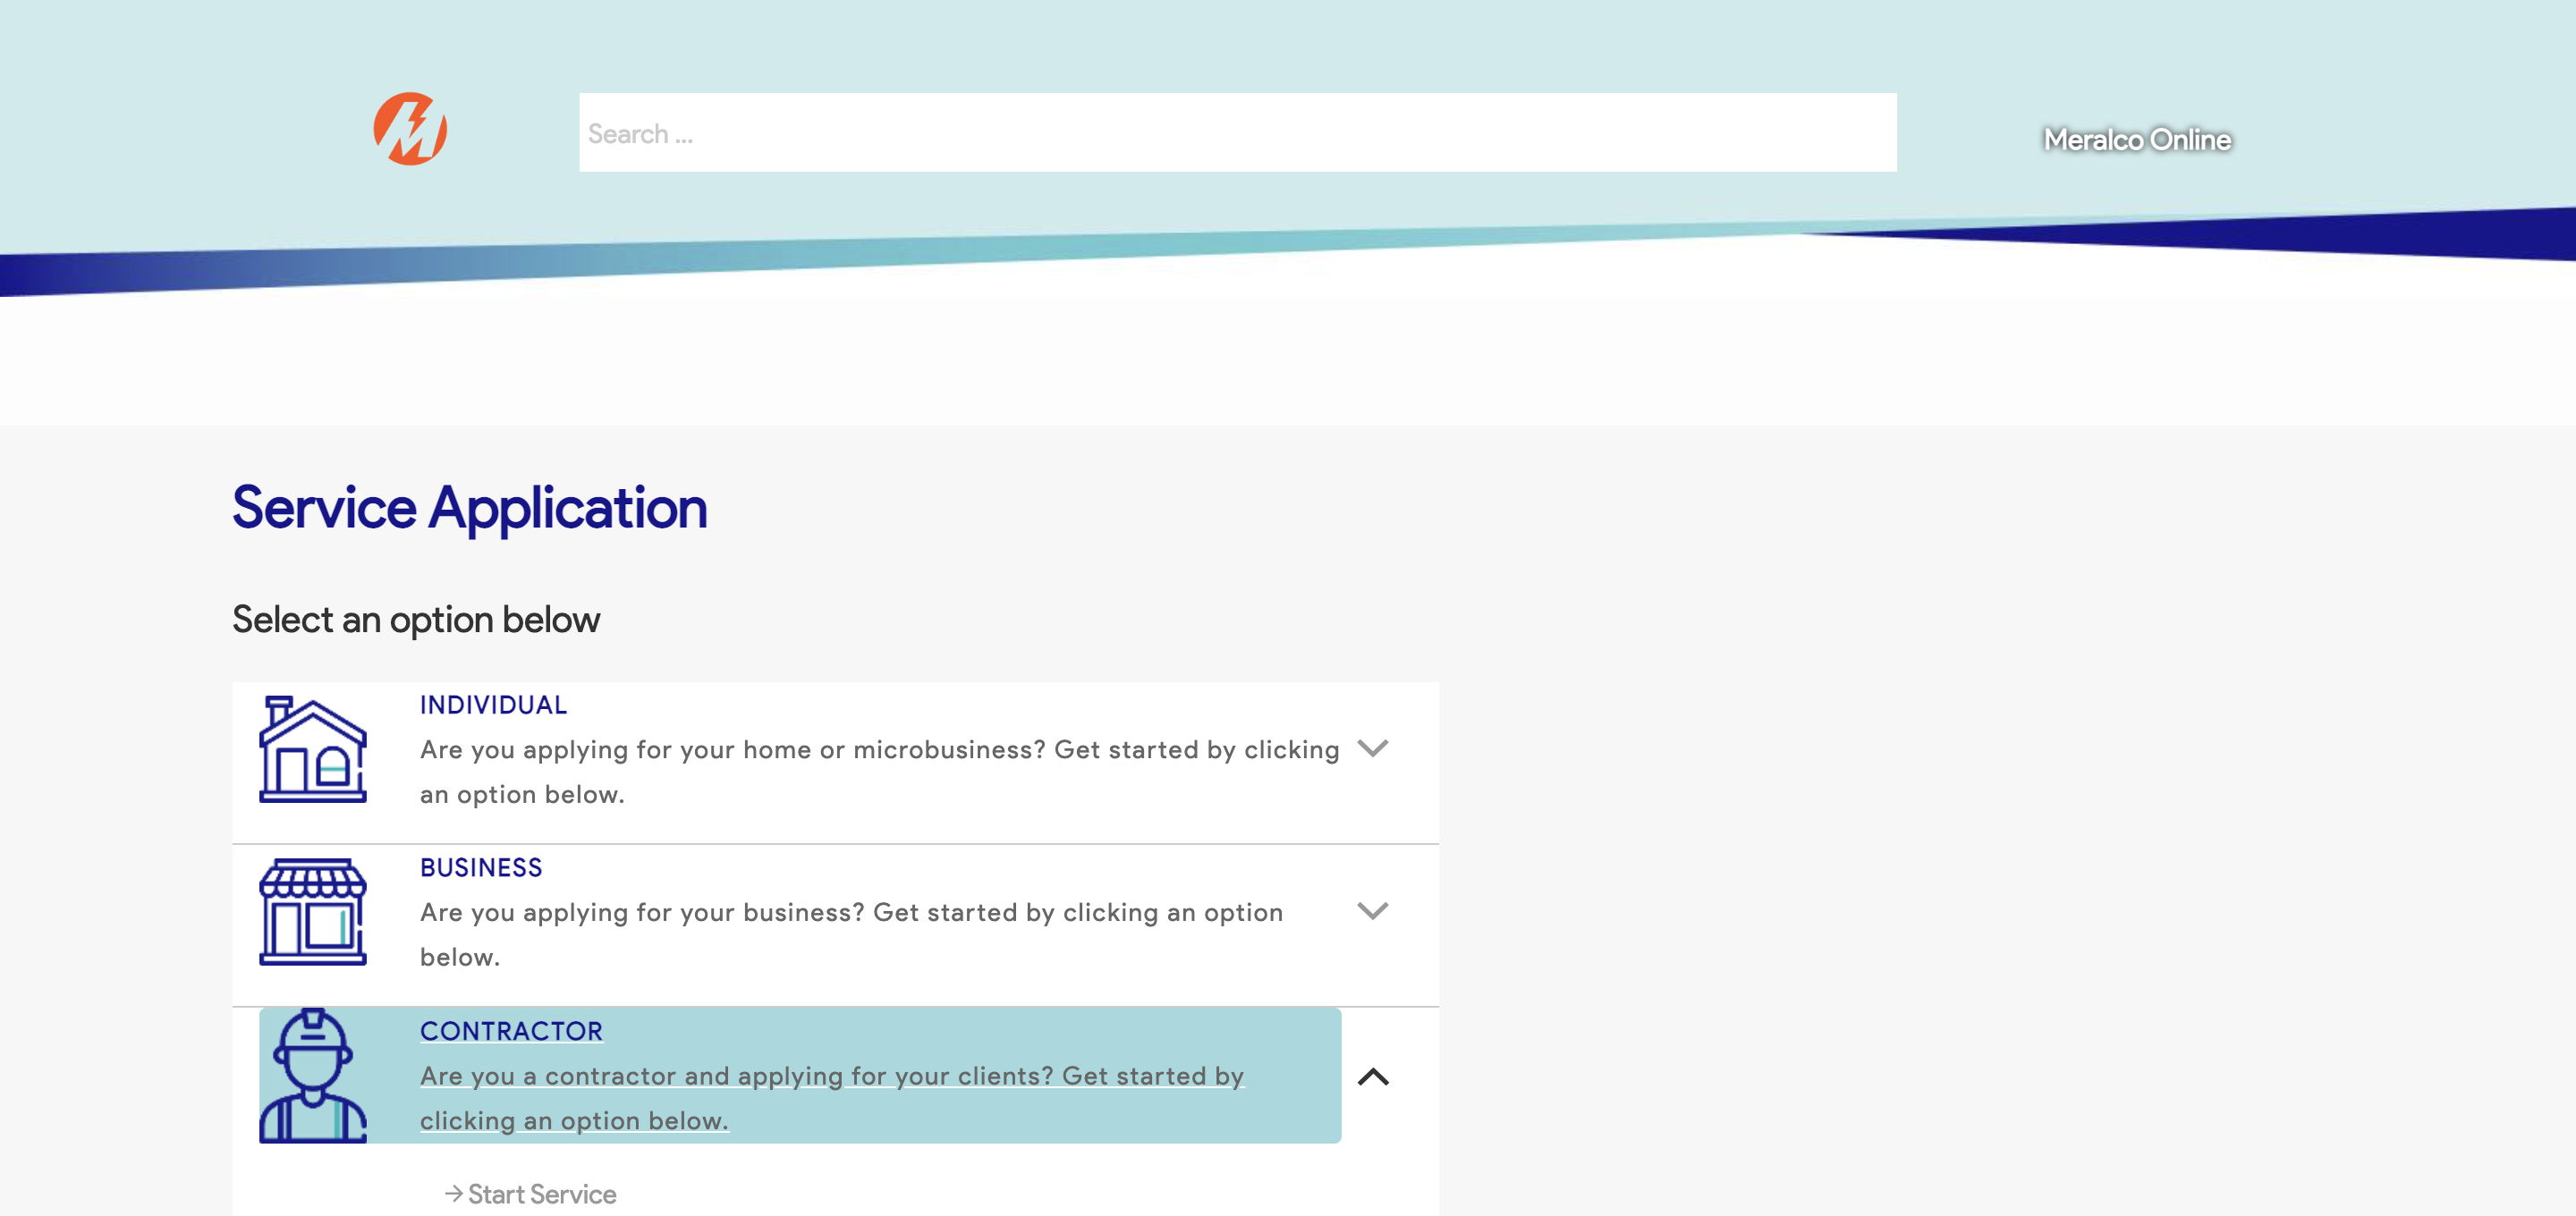 Search ...
Meralco Online
Service Application
Select an option below
INDIVIDUAL
Are you applying for your home or microbusiness? Get started by clicking
an option below.
BUSINESS
Are you applying for your business? Get started by clicking an option
below.
CONTRACTOR
Are you a contractor and applying for your clients? Get started by
clicking an option below.
→ Start Service